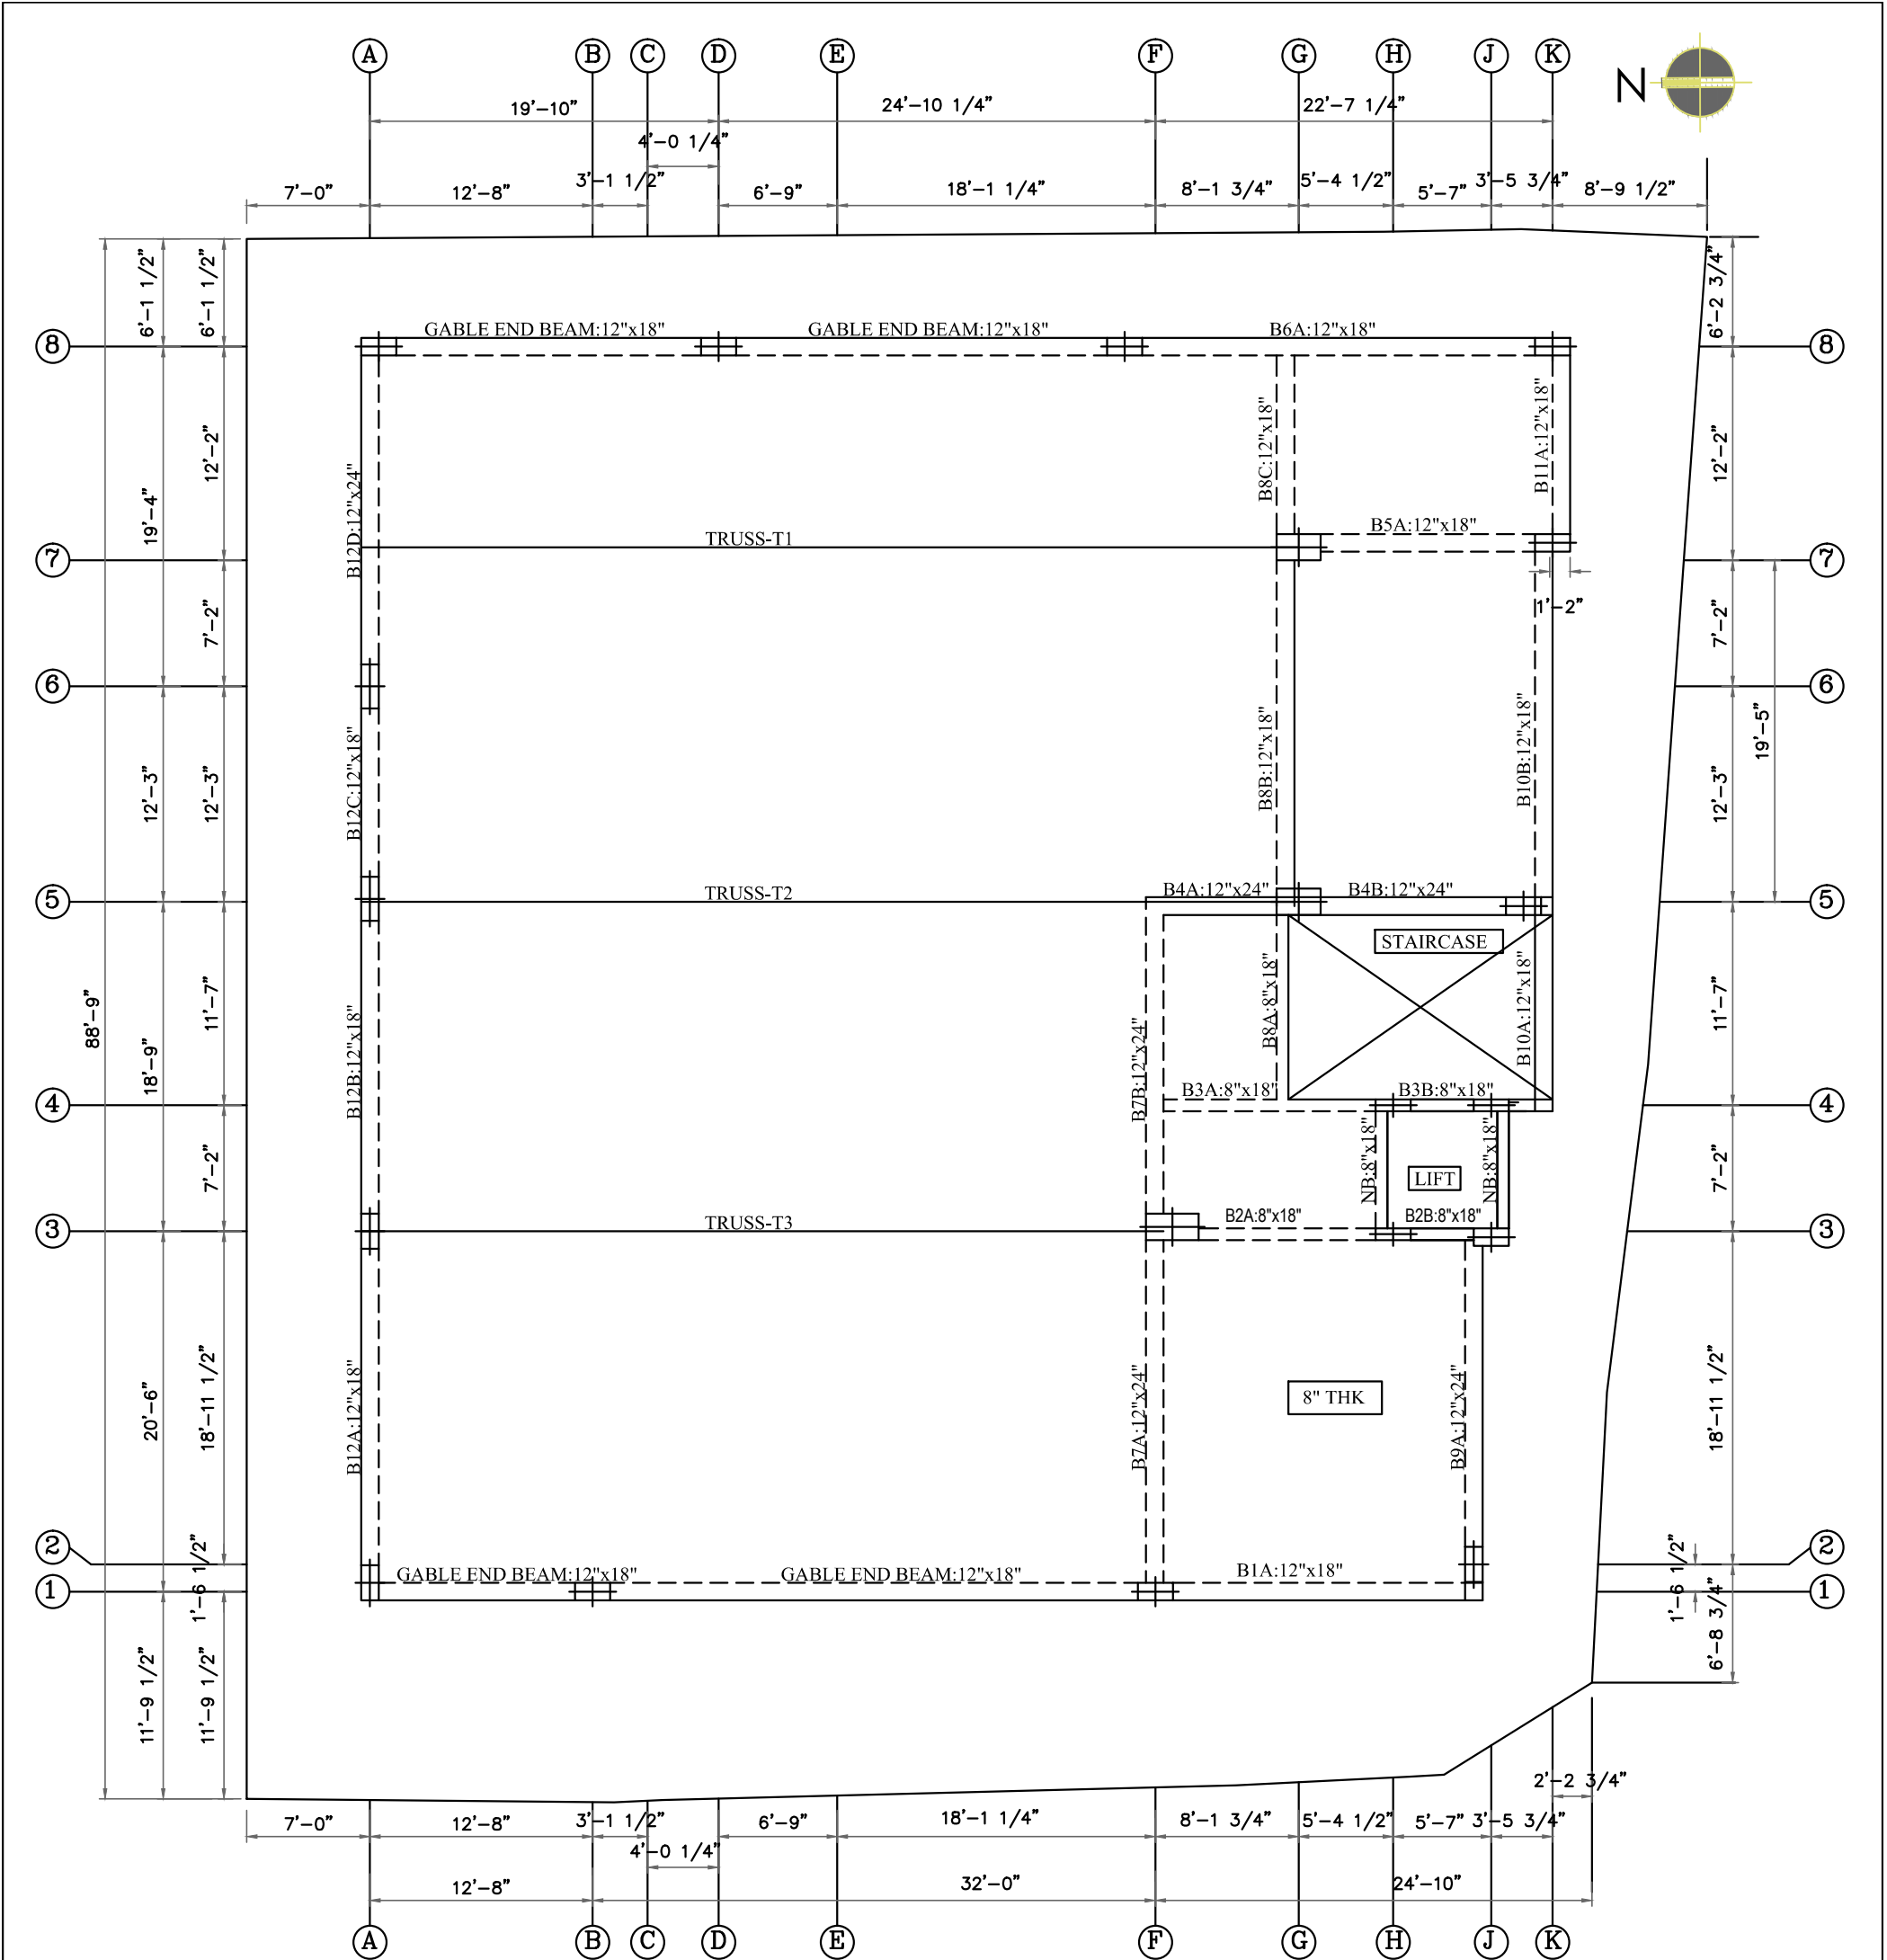 A B C D E F G H J K
N
19'-10" 24'-10 1/4" 22'-7 1/4"
4'-0 1/4"
7'-0" 12'-8" 3'-1 1/2" 6'-9" 18'-1 1/4" 8'-1 3/4" 5'-4 1/2" 5'-7" 3'-5 3/4" 8'-9 1/2"
6'-1 1/2" 6'-1 1/2" 6'-2 3/4"
GABLE END BEAM:12"x18" GABLE END BEAM:12"x18" B6A:12"x18"
8 8
12'-2" B8C:12"x18" B11A:12"x18" 12'-2"
19'-4" B12D:12"x24" B5A:12"x18"
TRUSS-T1
7 7
1'-2"
7'-2" 7'-2"
6 6
19'-5"
12'-3" 12'-3" B12C:12"x18" B8B:12"x18" B10B:12"x18" 12'-3"
TRUSS-T2 B4A:12"x24" B4B:12"x24"
5 5
STAIRCASE
88'-9" 11'-7" B8A:8"x18" B10A:12"x18" 11'-7"
18'-9" B12B:12"x18" B7B:12"x24"
B3A:8"x18" B3B:8"x18"
4 4
7'-2" NB:8"x18" LIFT NB:8"x18" 7'-2"
TRUSS-T3 B2A:8"x18" B2B:8"x18"
3 3
20'-6" 18'-11 1/2" B12A:12"x18" B7A:12"x24" 8" THK B9A:12"x24" 18'-11 1/2"
2 2
1'-6 1/2" 1'-6 1/2"
GABLE END BEAM:12"x18" GABLE END BEAM:12"x18" B1A:12"x18"
1 1
11'-9 1/2" 11'-9 1/2" 6'-8 3/4"
2'-2 3/4"
7'-0" 12'-8" 3'-1 1/2" 6'-9" 18'-1 1/4" 8'-1 3/4" 5'-4 1/2" 5'-7" 3'-5 3/4"
4'-0 1/4"
12'-8" 32'-0" 24'-10"
A B C D E F G H J K